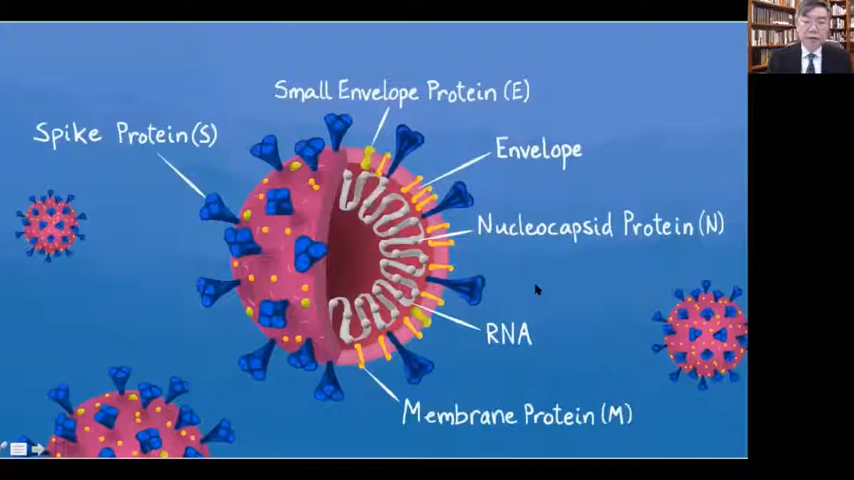 Small Envelope Protein (E)
Spike Protein (S)
Envelope
Nucleocapsid Protein (N)
RNA
Membrane Protein (M)